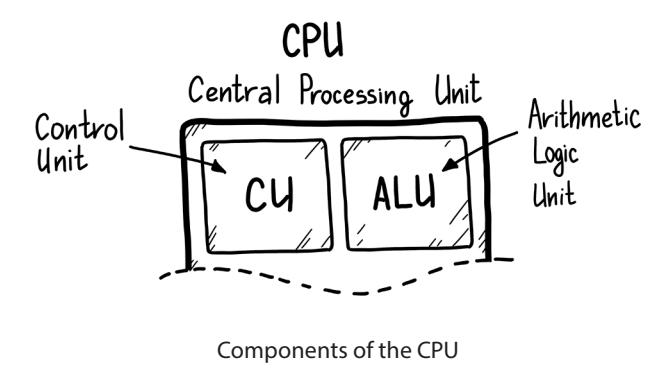 CPU
Central Processing Unit
Control
Unit
Arithmetic
Logic
Unit
CU
ALU
Components of the CPU